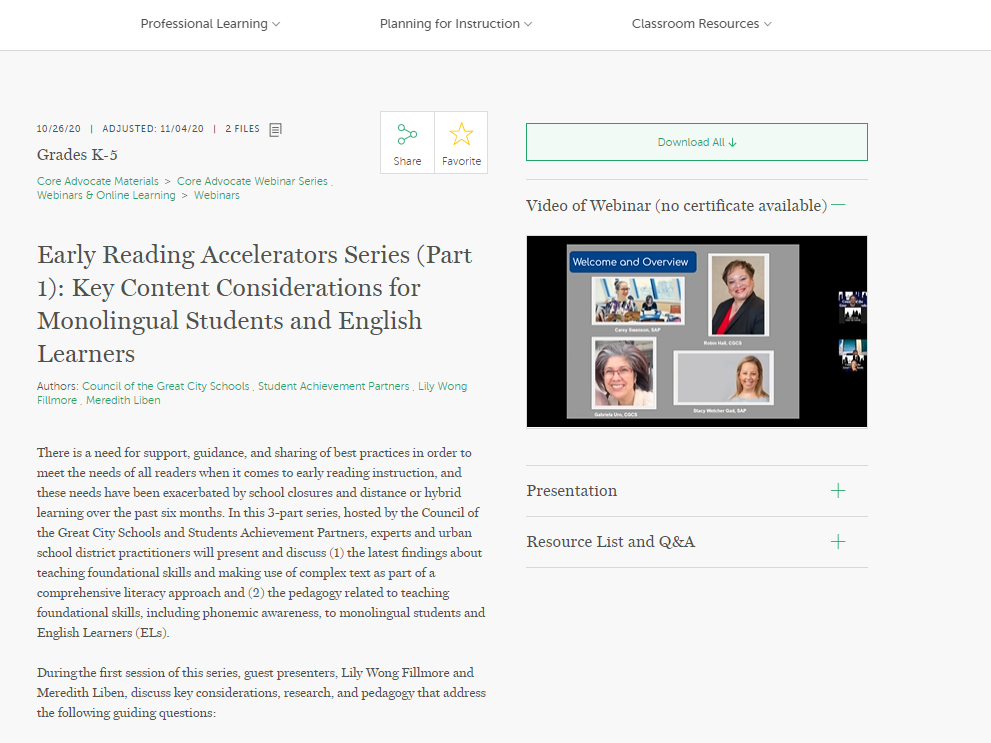 Professional Learning
Planning for Instruction
Classroom Resources
10/26/20 | ADJUSTED: 11/04/20 | 2 FILES
Grades K-5
Core Advocate Materials > Core Advocate Webinar Series ,
Webinars & Online Learning > Webinars
Share
Favorite
Early Reading Accelerators Series (Part
1): Key Content Considerations for
Monolingual Students and English
Learners
Authors: Council of the Great City Schools , Student Achievement Partners , Lily Wong
Fillmore , Meredith Liben
There is a need for support, guidance, and sharing of best practices in order to
meet the needs of all readers when it comes to early reading instruction, and
these needs have been exacerbated by school closures and distance or hybrid
learning over the past six months. In this 3-part series, hosted by the Council of
the Great City Schools and Students Achievement Partners, experts and urban
school district practitioners will present and discuss (1) the latest findings about
teaching foundational skills and making use of complex text as part of a
comprehensive literacy approach and (2) the pedagogy related to teaching
foundational skills, including phonemic awareness, to monolingual students and
English Learners (ELs).
During the first session of this series, guest presenters, Lily Wong Fillmore and
Meredith Liben, discuss key considerations, research, and pedagogy that address
the following guiding questions:
Download All ↓
Video of Webinar (no certificate available)
Welcome and Overview
Carey Swanson, SAP
Robin Hall, CGCS
Gabriela Uro, CGCS
Stacy Wetcher Gad, SAP
Presentation
Resource List and Q&A